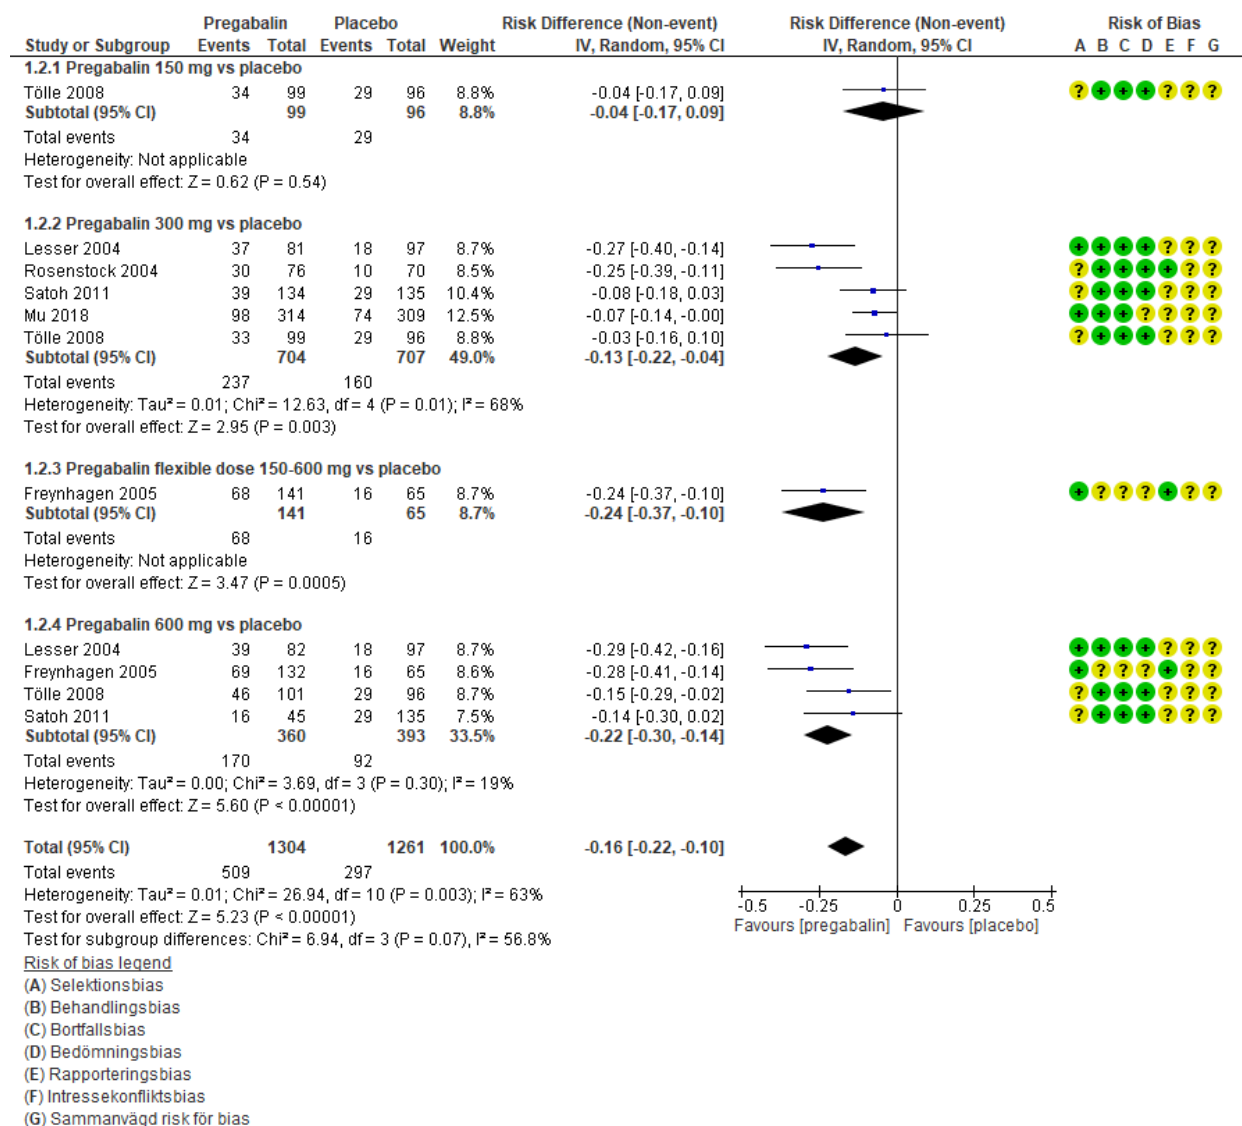 Pregabalin Placebo Risk Difference (Non-event) Risk Difference (Non-event) Risk of Bias
Study or Subgroup Events Total Events Total Weight IV, Random, 95% CI IV, Random, 95% CI A B C D E F G
1.2.1 Pregabalin 150 mg vs placebo
Tölle 2008 34 99 29 96 8.8% -0.04 [-0.17, 0.09] ? + + + ? ? ?
Subtotal (95% CI) 99 96 8.8% -0.04 [-0.17, 0.09]
Total events 34 29
Heterogeneity: Not applicable
Test for overall effect: Z = 0.62 (P = 0.54)
1.2.2 Pregabalin 300 mg vs placebo
Lesser 2004 37 81 18 97 8.7% -0.27 [-0.40, -0.14] + + + + ? ? ?
Rosenstock 2004 30 76 10 70 8.5% -0.25 [-0.39, -0.11] ? + + + + ? ?
Satoh 2011 39 134 29 135 10.4% -0.08 [-0.18, 0.03] ? + + + ? ? ?
Mu 2018 98 314 74 309 12.5% -0.07 [-0.14, -0.00] + + + ? ? ? ?
Tölle 2008 33 99 29 96 8.8% -0.03 [-0.16, 0.10] ? + + + ? ? ?
Subtotal (95% CI) 704 707 49.0% -0.13 [-0.22, -0.04]
Total events 237 160
Heterogeneity: Tau² = 0.01; Chi² = 12.63, df = 4 (P = 0.01); I² = 68%
Test for overall effect: Z = 2.95 (P = 0.003)
1.2.3 Pregabalin flexible dose 150-600 mg vs placebo
Freynhagen 2005 68 141 16 65 8.7% -0.24 [-0.37, -0.10] + ? ? ? + ? ?
Subtotal (95% CI) 141 65 8.7% -0.24 [-0.37, -0.10]
Total events 68 16
Heterogeneity: Not applicable
Test for overall effect: Z = 3.47 (P = 0.0005)
1.2.4 Pregabalin 600 mg vs placebo
Lesser 2004 39 82 18 97 8.7% -0.29 [-0.42, -0.16] + + + + ? ? ?
Freynhagen 2005 69 132 16 65 8.6% -0.28 [-0.41, -0.14] + ? ? ? + ? ?
Tölle 2008 46 101 29 96 8.7% -0.15 [-0.29, -0.02] ? + + + ? ? ?
Satoh 2011 16 45 29 135 7.5% -0.14 [-0.30, 0.02] ? + + + ? ? ?
Subtotal (95% CI) 360 393 33.5% -0.22 [-0.30, -0.14]
Total events 170 92
Heterogeneity: Tau² = 0.00; Chi² = 3.69, df = 3 (P = 0.30); I² = 19%
Test for overall effect: Z = 5.60 (P < 0.00001)
Total (95% CI) 1304 1261 100.0% -0.16 [-0.22, -0.10]
Total events 509 297
Heterogeneity: Tau² = 0.01; Chi² = 26.94, df = 10 (P = 0.003); I² = 63%
Test for overall effect: Z = 5.23 (P < 0.00001)
Test for subgroup differences: Chi² = 6.94, df = 3 (P = 0.07), I² = 56.8%
-0.5 -0.25 0 0.25 0.5
Favours [pregabalin] Favours [placebo]
Risk of bias legend
(A) Selektionsbias
(B) Behandlingsbias
(C) Bortfallsbias
(D) Bedömningsbias
(E) Rapporteringsbias
(F) Intressekonfliktsbias
(G) Sammanvägd risk för bias